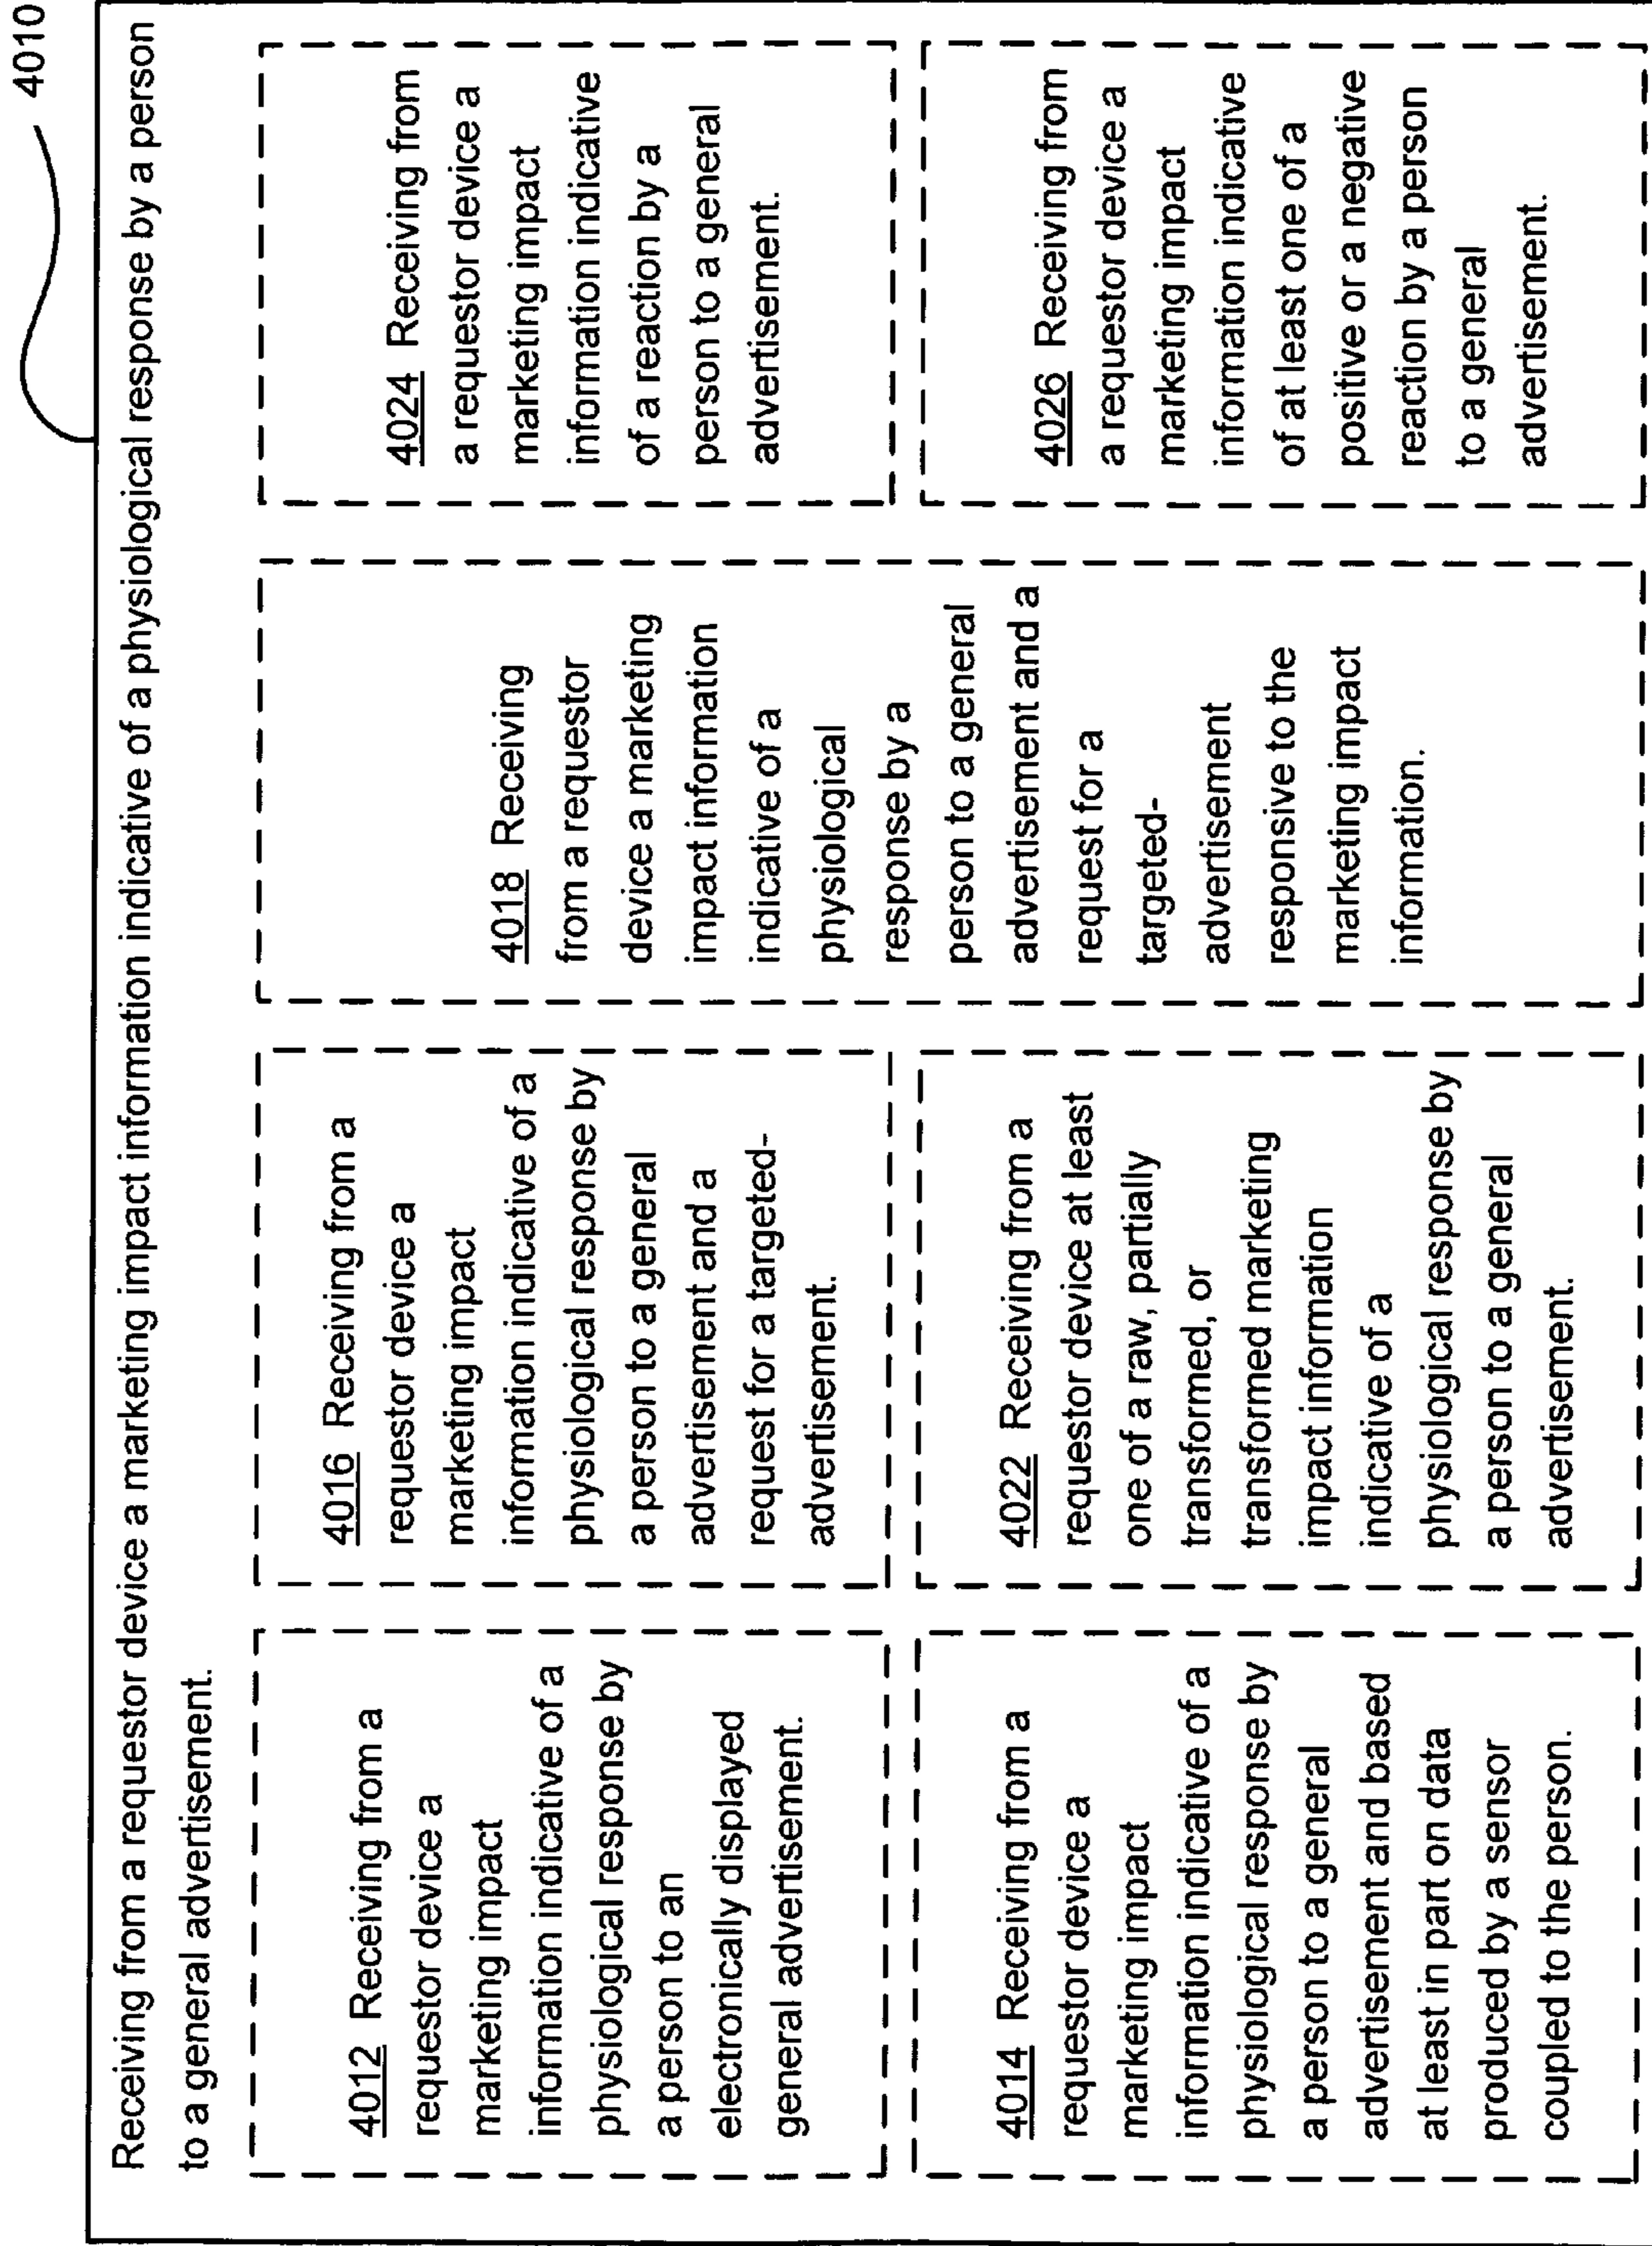 4010
Receiving from a requestor device a marketing impact information indicative of a physiological response by a person
to a general advertisement.
4012 Receiving from a
requestor device a
marketing impact
information indicative of a
physiological response by
a person to an
electronically displayed
general advertisement.
4014 Receiving from a
requestor device a
marketing impact
information indicative of a
physiological response by
a person to a general
advertisement and based
at least in part on data
produced by a sensor
coupled to the person.
4016 Receiving from a
requestor device a
marketing impact
information indicative of a
physiological response by
a person to a general
advertisement and a
request for a targeted-
advertisement.
4022 Receiving from a
requestor device at least
one of a raw, partially
transformed, or
transformed marketing
impact information
indicative of a
physiological response by
a person to a general
advertisement.
4018 Receiving
from a requestor
device a marketing
impact information
indicative of a
physiological
response by a
person to a general
advertisement and a
request for a
targeted-
advertisement
responsive to the
marketing impact
information.
4024 Receiving from
a requestor device a
marketing impact
information indicative
of a reaction by a
person to a general
advertisement.
4026 Receiving from
a requestor device a
marketing impact
information indicative
of at least one of a
positive or a negative
reaction by a person
to a general
advertisement.